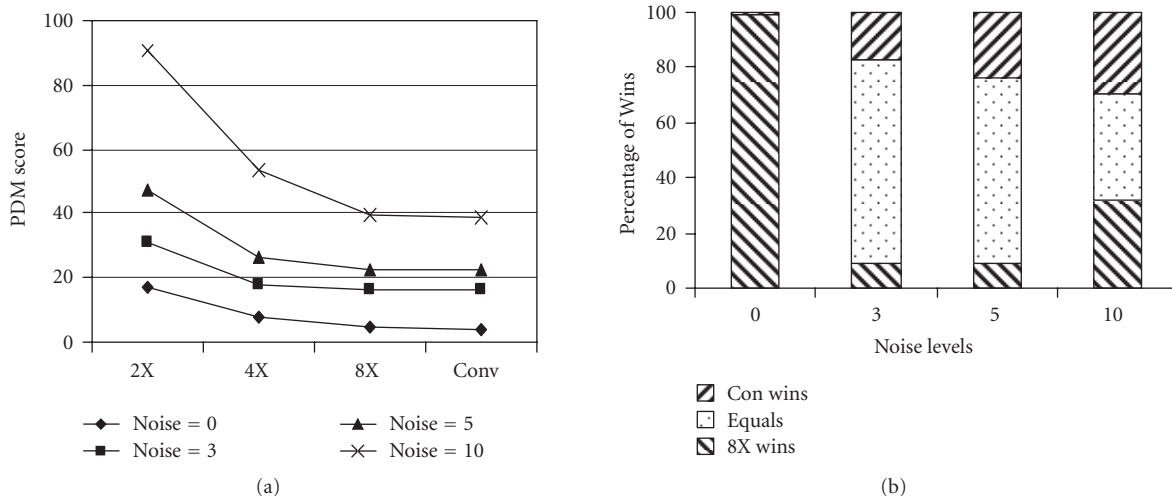 100
80
60
40
20
0
PDM score
2X 4X 8X Conv
Noise = 0 Noise = 5
Noise = 3 Noise = 10
(a)
100
80
60
40
20
0
Percentage of Wins
0 3 5 10
Noise levels
Con wins
Equals
8X wins
(b)